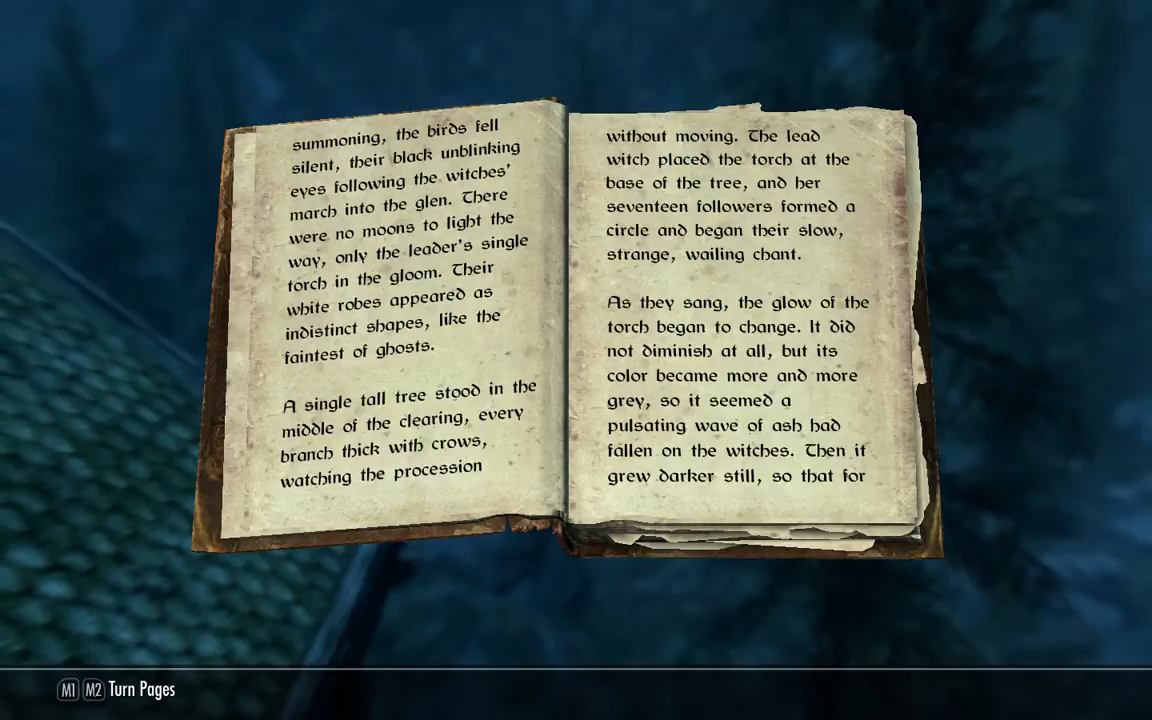 summoning, the birds fell
silent, their black unblinking
eyes following the witches'
march into the glen. There
were no moons to light the
way, only the leader's single
torch in the gloom. Their
white robes appeared as
indistinct shapes, like the
faintest of ghosts.
A single tall tree stood in the
middle of the clearing, every
branch thick with crows,
watching the procession
without moving. The lead
witch placed the torch at the
base of the tree, and her
seventeen followers formed a
circle and began their slow,
strange, wailing chant.
As they sang, the glow of the
torch began to change. It did
not diminish at all, but its
color became more and more
grey, so it seemed a
pulsating wave of ash had
fallen on the witches. Then it
grew darker still, so that for
M1 M2 Turn Pages